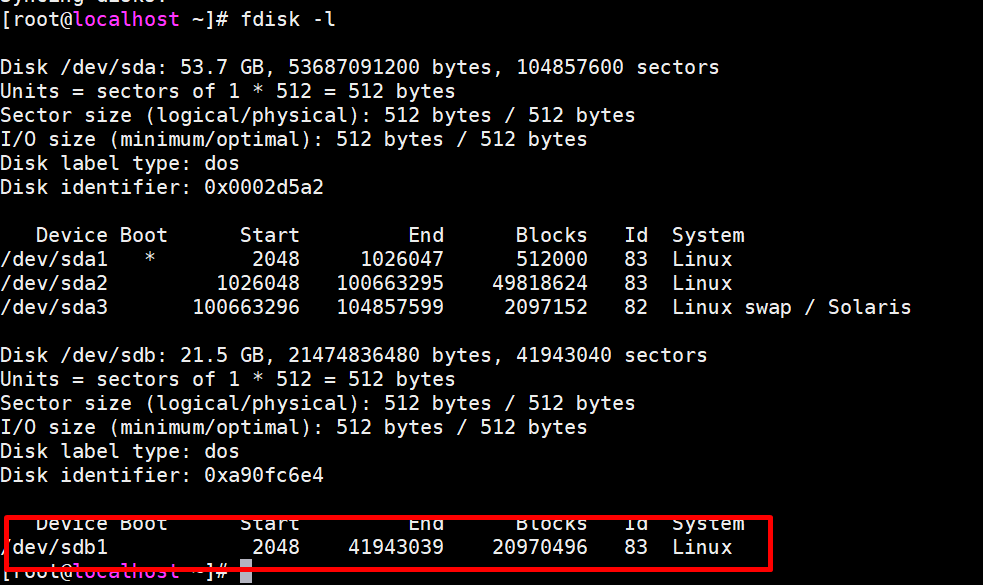 Syncing disks.
[root@localhost ~]# fdisk -l
Disk /dev/sda: 53.7 GB, 53687091200 bytes, 104857600 sectors
Units = sectors of 1 * 512 = 512 bytes
Sector size (logical/physical): 512 bytes / 512 bytes
I/O size (minimum/optimal): 512 bytes / 512 bytes
Disk label type: dos
Disk identifier: 0x0002d5a2
Device Boot Start End Blocks Id System
/dev/sda1 * 2048 1026047 512000 83 Linux
/dev/sda2 1026048 100663295 49818624 83 Linux
/dev/sda3 100663296 104857599 2097152 82 Linux swap / Solaris
Disk /dev/sdb: 21.5 GB, 21474836480 bytes, 41943040 sectors
Units = sectors of 1 * 512 = 512 bytes
Sector size (logical/physical): 512 bytes / 512 bytes
I/O size (minimum/optimal): 512 bytes / 512 bytes
Disk label type: dos
Disk identifier: 0xa90fc6e4
Device Boot Start End Blocks Id System
/dev/sdb1 2048 41943039 20970496 83 Linux
[root@localhost ~]#